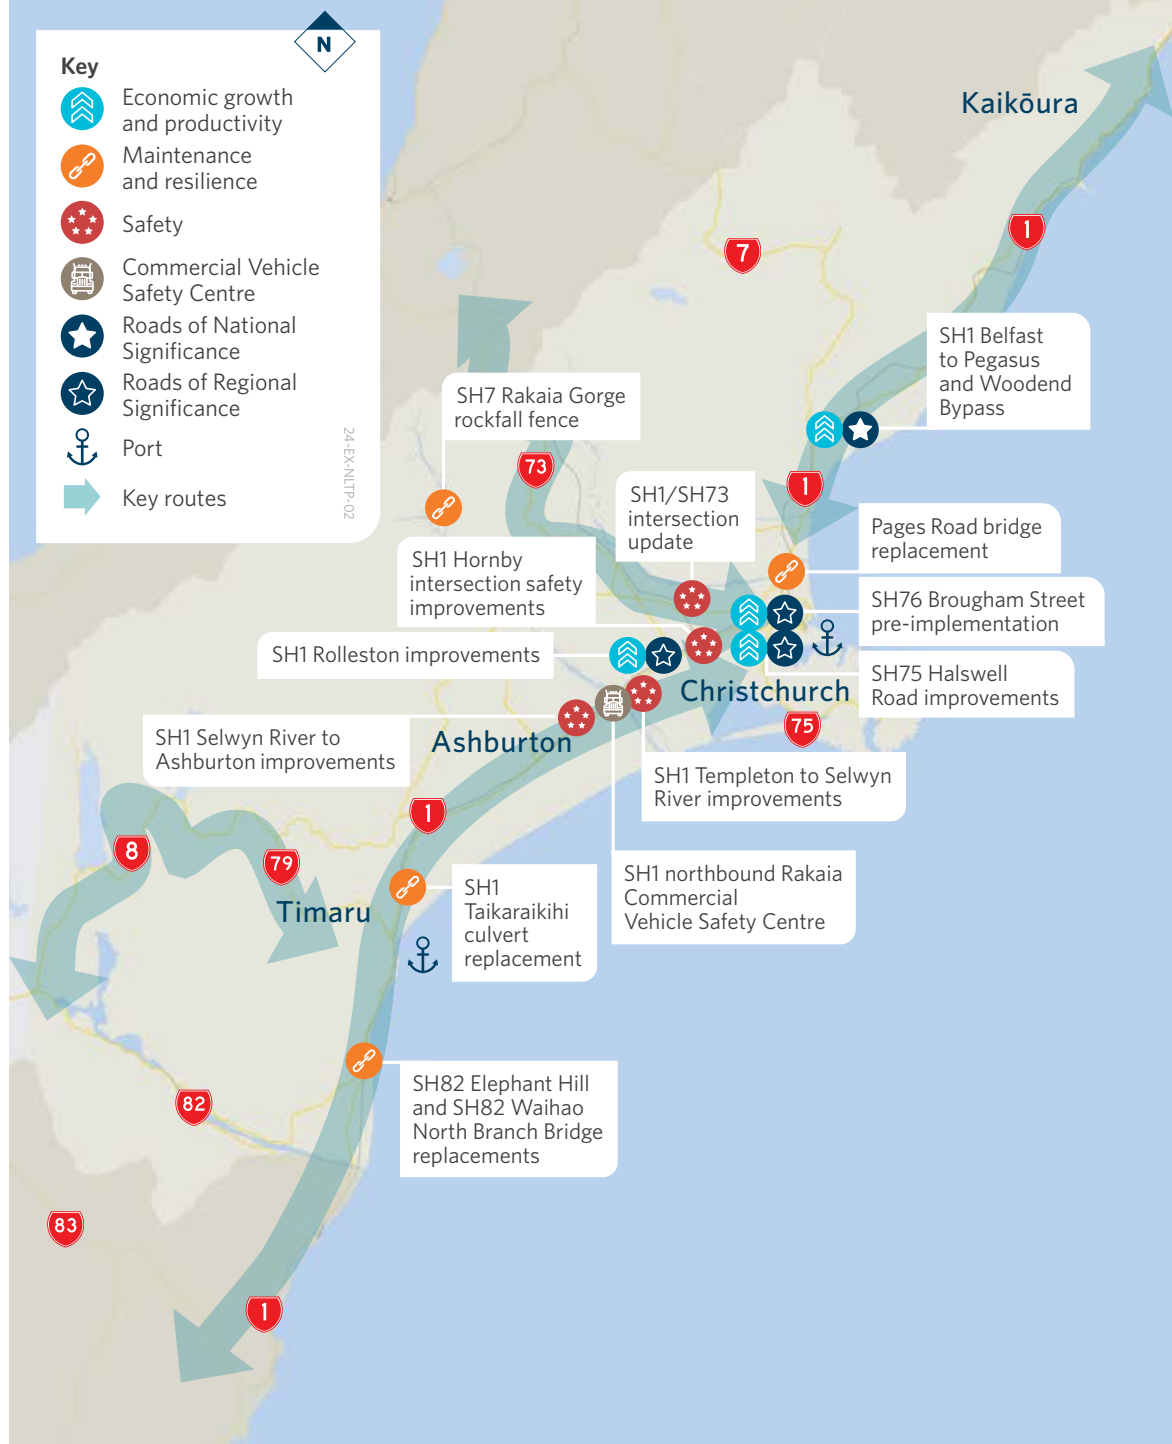 N
Key
Economic growth
and productivity
Maintenance
and resilience
Safety
Commercial Vehicle
Safety Centre
Roads of National
Significance
Roads of Regional
Significance
Port
Key routes
24-EX-NLTP-02
Kaikōura
1
7
SH1 Belfast
to Pegasus
and Woodend
Bypass
SH7 Rakaia Gorge
rockfall fence
73
1
SH1/SH73
intersection
update
Pages Road bridge
replacement
SH1 Hornby
intersection safety
improvements
SH76 Brougham Street
pre-implementation
SH1 Rolleston improvements
SH75 Halswell
Road improvements
Christchurch
75
SH1 Selwyn River to
Ashburton improvements
Ashburton
SH1 Templeton to Selwyn
River improvements
1
8
79
SH1 northbound Rakaia
Commercial
Vehicle Safety Centre
Timaru
SH1
Taikaraikihi
culvert
replacement
SH82 Elephant Hill
and SH82 Waihao
North Branch Bridge
replacements
82
83
1